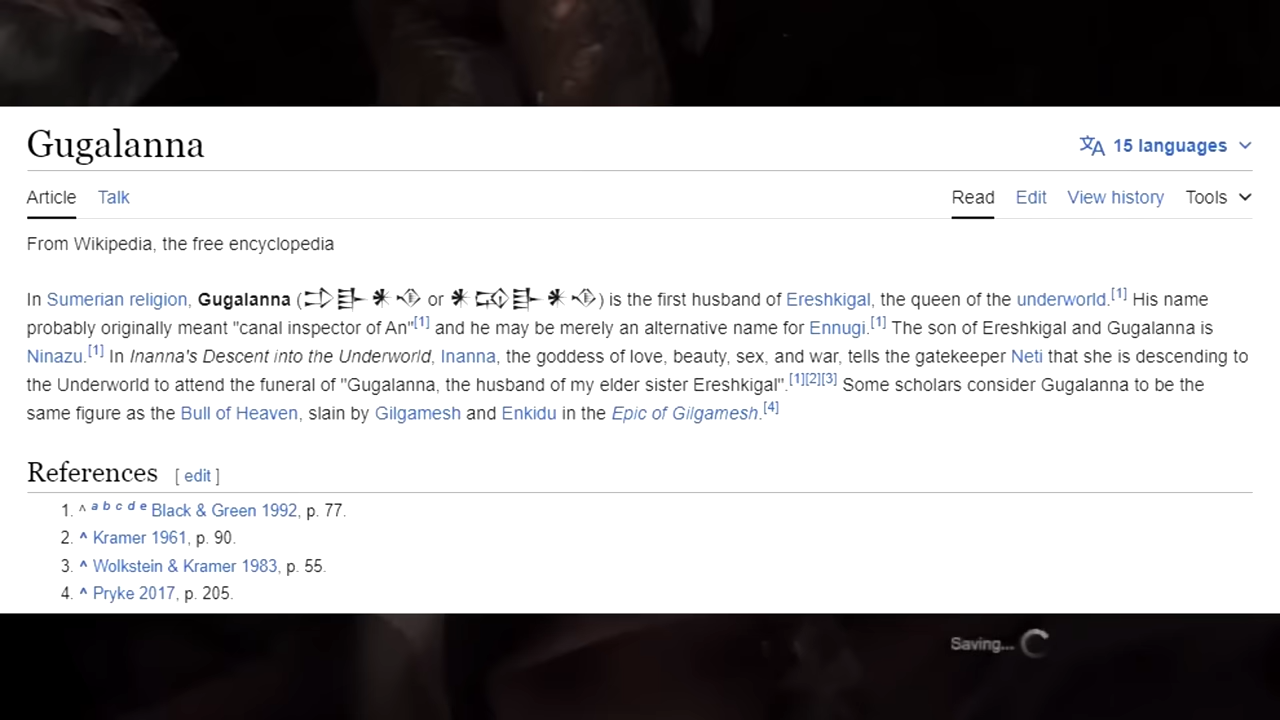 Gugalanna
15 languages
Article Talk Read Edit View history Tools
From Wikipedia, the free encyclopedia
In Sumerian religion, Gugalanna ( or ) is the first husband of Ereshkigal, the queen of the underworld.[1] His name
probably originally meant "canal inspector of An"[1] and he may be merely an alternative name for Ennugi.[1] The son of Ereshkigal and Gugalanna is
Ninazu.[1] In Inanna's Descent into the Underworld, Inanna, the goddess of love, beauty, sex, and war, tells the gatekeeper Neti that she is descending to
the Underworld to attend the funeral of "Gugalanna, the husband of my elder sister Ereshkigal".[1][2][3] Some scholars consider Gugalanna to be the
same figure as the Bull of Heaven, slain by Gilgamesh and Enkidu in the Epic of Gilgamesh.[4]
References [ edit ]
1. ^ a b c d e Black & Green 1992, p. 77.
2. ^ Kramer 1961, p. 90.
3. ^ Wolkstein & Kramer 1983, p. 55.
4. ^ Pryke 2017, p. 205.
Saving...